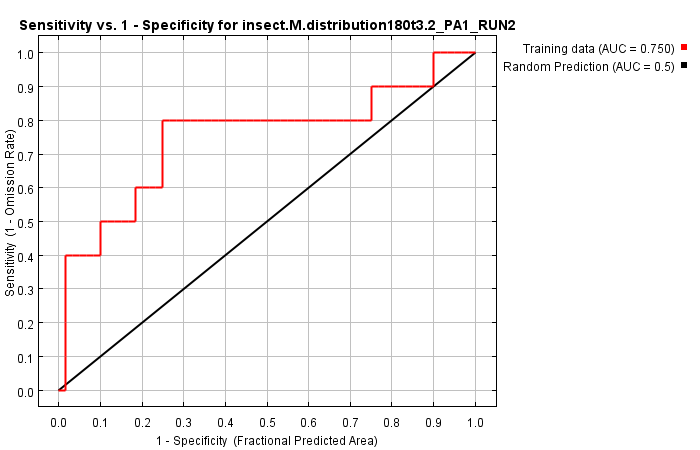 Sensitivity vs. 1 - Specificity for insect.M.distribution180t3.2_PA1_RUN2
Training data (AUC = 0.750)
Random Prediction (AUC = 0.5)
Sensitivity (1 - Omission Rate)
1.0
0.9
0.8
0.7
0.6
0.5
0.4
0.3
0.2
0.1
0.0
0.0 0.1 0.2 0.3 0.4 0.5 0.6 0.7 0.8 0.9 1.0
1 - Specificity (Fractional Predicted Area)